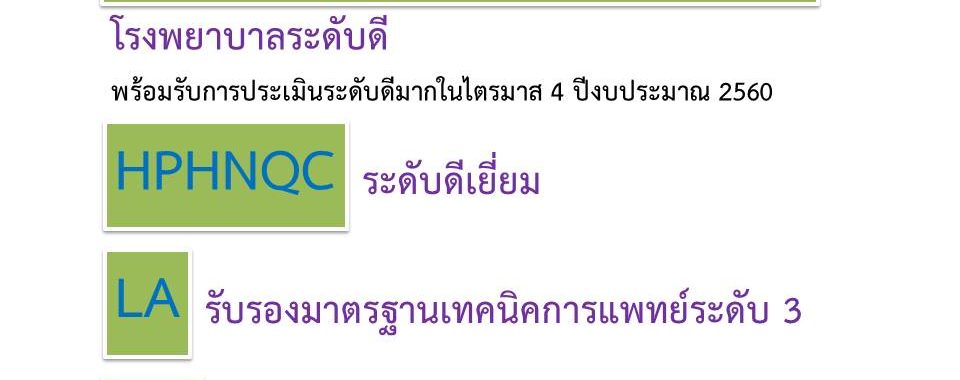 โรงพยาบาลระดับดี
พร้อมรับการประเมินระดับดีมากในไตรมาส 4 ปีงบประมาณ 2560
HPHNQC ระดับดีเยี่ยม
LA รับรองมาตรฐานเทคนิคการแพทย์ระดับ 3